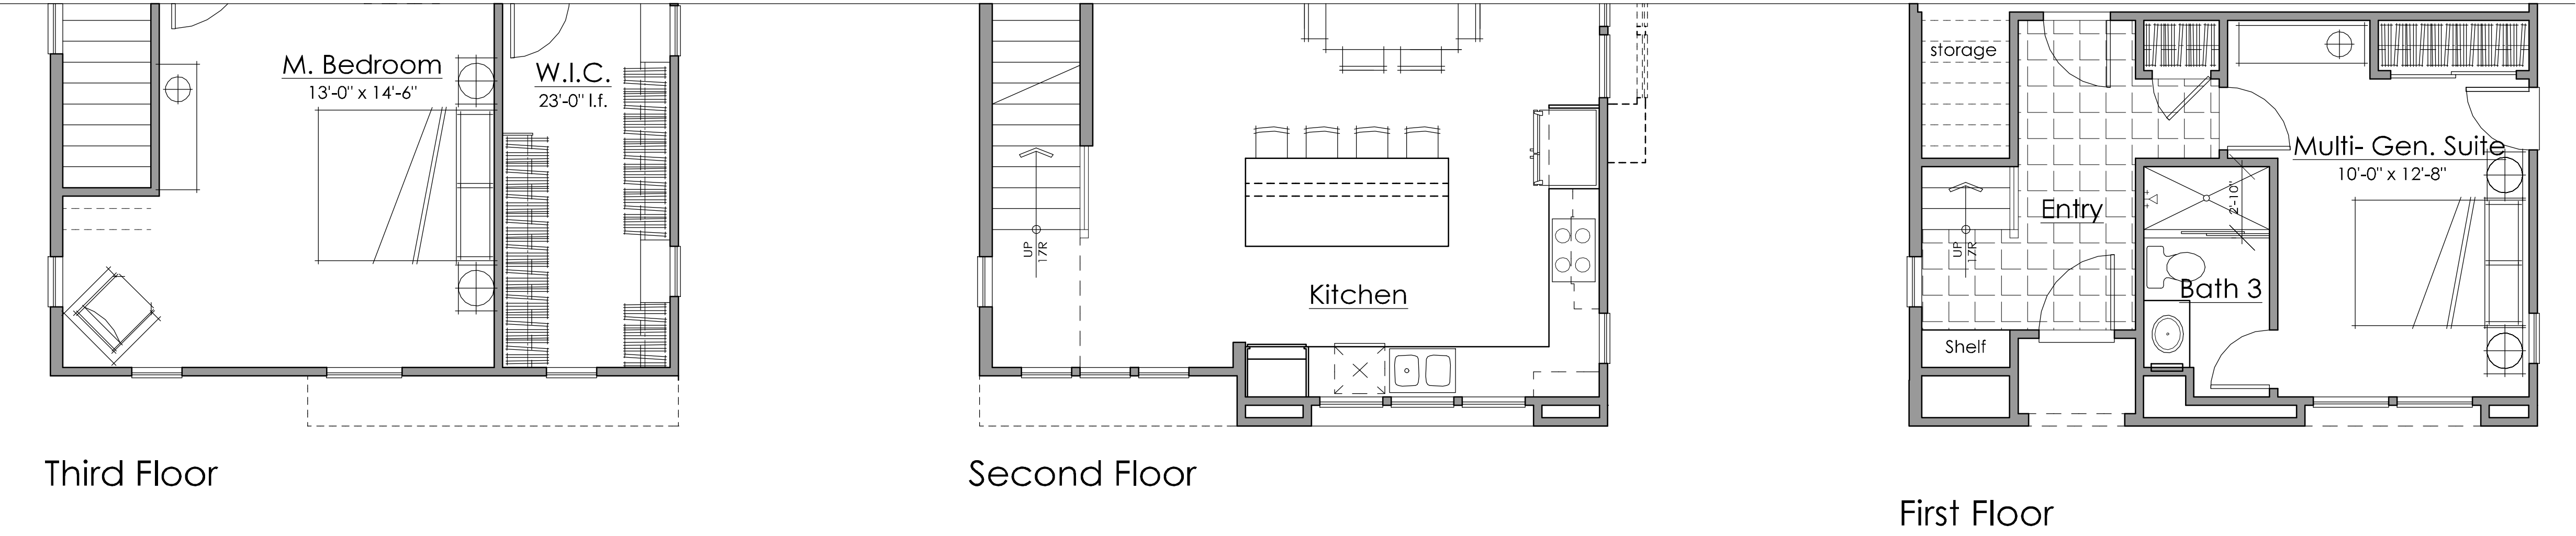 M. Bedroom
13'-0" x 14'-6"
W.I.C.
23'-0" l.f.
Third Floor
UP
17R
Kitchen
Second Floor
storage
Multi- Gen. Suite
10'-0" x 12'-8"
2'-10"
Entry
UP
17R
Bath 3
Shelf
First Floor